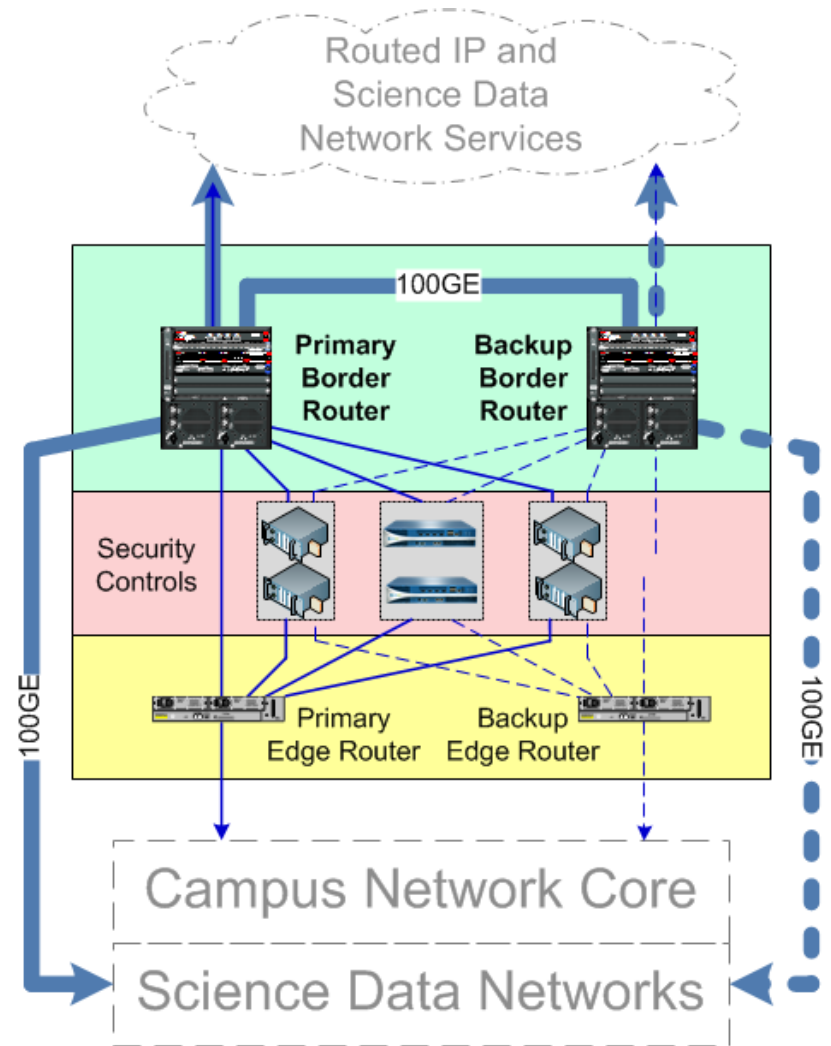 Routed IP and
Science Data
Network Services
100GE
Primary
Border
Router
Backup
Border
Router
Security
Controls
Primary
Edge Router
Backup
Edge Router
100GE
100GE
Campus Network Core
Science Data Networks